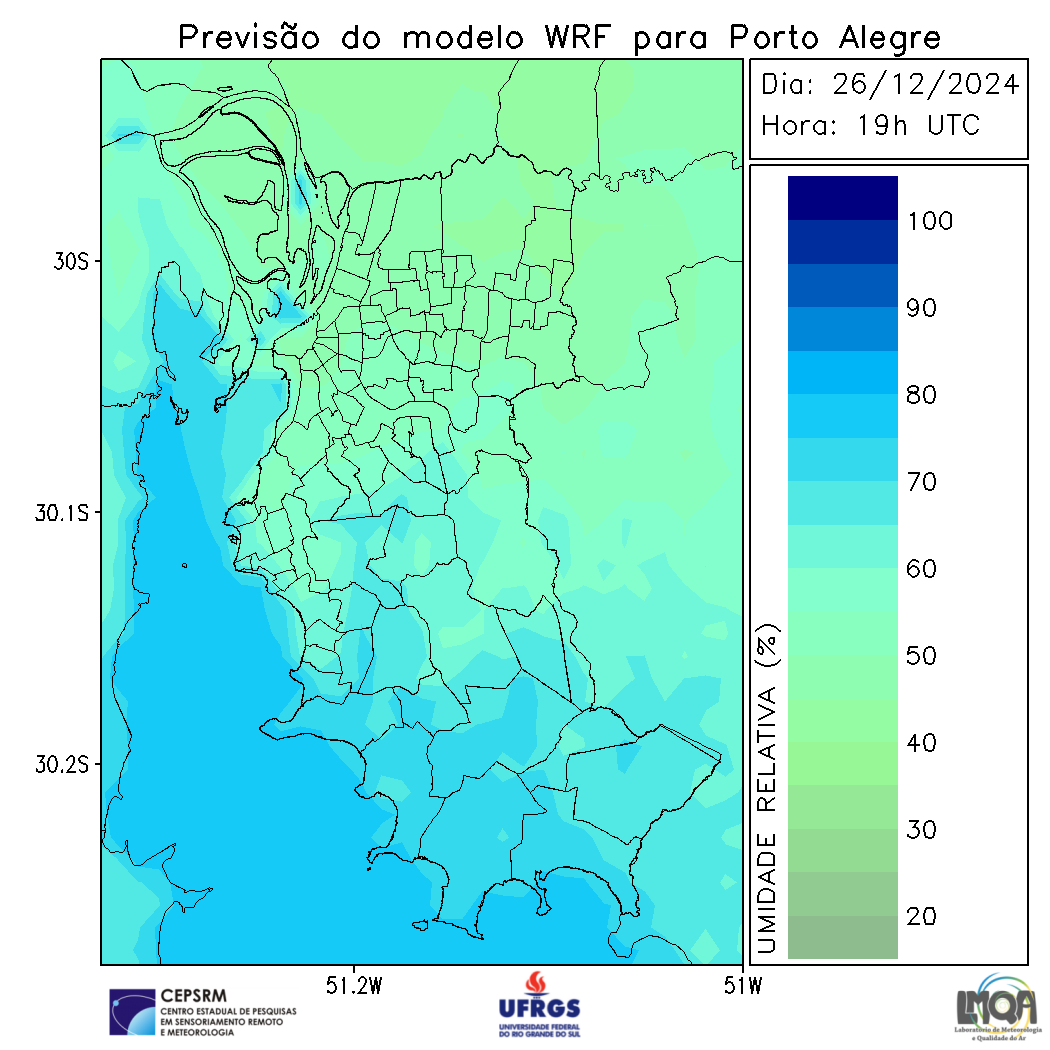 Previsão do modelo WRF para Porto Alegre
Dia: 26/12/2024
Hora: 19h UTC
30S
30.1S
30.2S
51.2W
51W
UMIDADE RELATIVA (%)
100
90
80
70
60
50
40
30
20
CEPSRM
CENTRO ESTADUAL DE PESQUISAS
EM SENSORIAMENTO REMOTO
E METEOROLOGIA
UFRGS
UNIVERSIDADE FEDERAL
DO RIO GRANDE DO SUL
LMQA
Laboratório de Meteorologia
e Qualidade do Ar